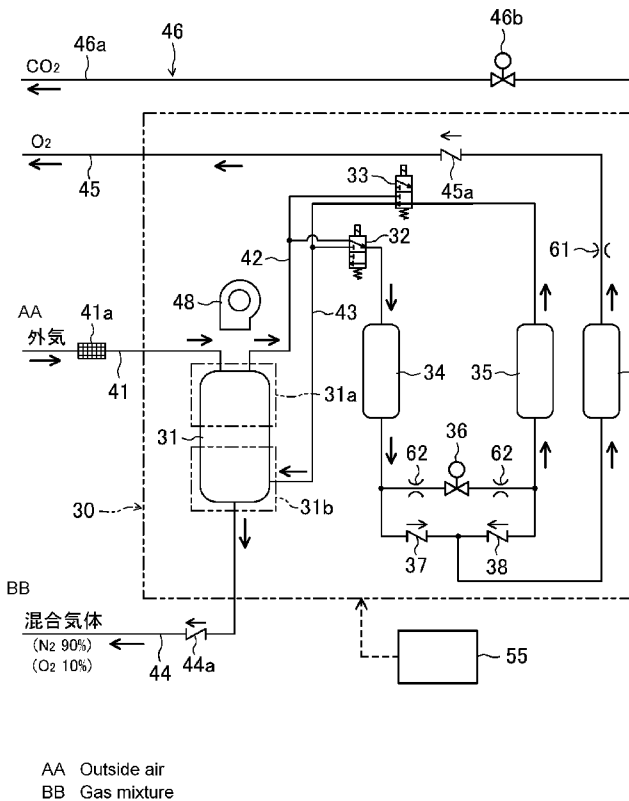 46a
46
46b
CO2
O2
45
33
45a
32
61
42
48
43
AA
外気
41a
41
34
35
31a
31
36
62
62
31b
30
37
38
BB
混合気体
(N2 90%)
(O2 10%)
44
44a
55
AA Outside air
BB Gas mixture